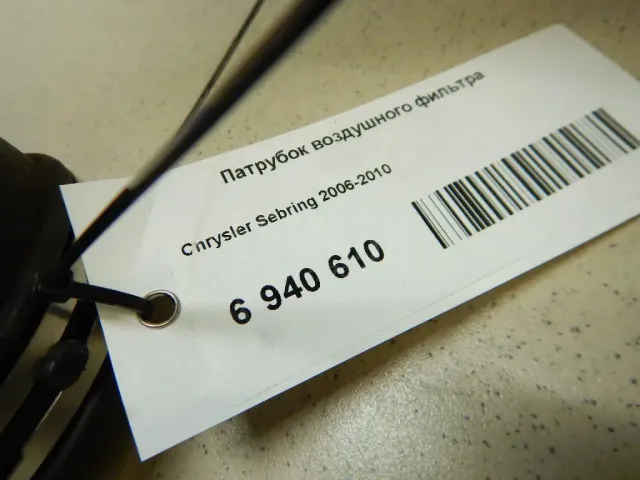 Патрубок воздушного фильтра
Chrysler Sebring 2006-2010
6 940 610